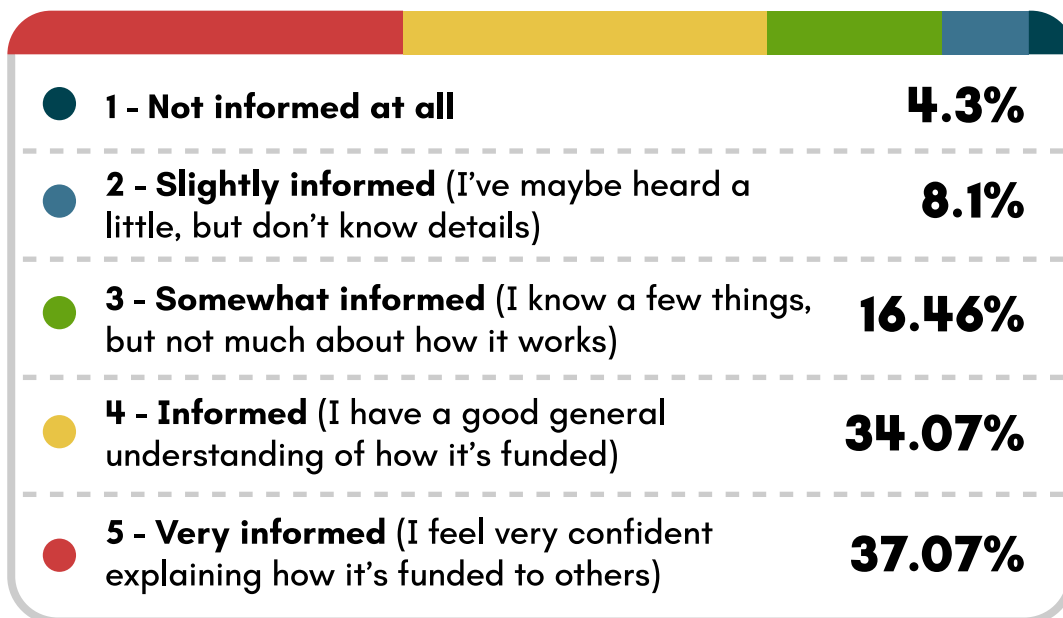 1 - Not informed at all 4.3%
2 - Slightly informed (I've maybe heard a
little, but don't know details) 8.1%
3 - Somewhat informed (I know a few things,
but not much about how it works) 16.46%
4 - Informed (I have a good general
understanding of how it's funded) 34.07%
5 - Very informed (I feel very confident
explaining how it's funded to others) 37.07%